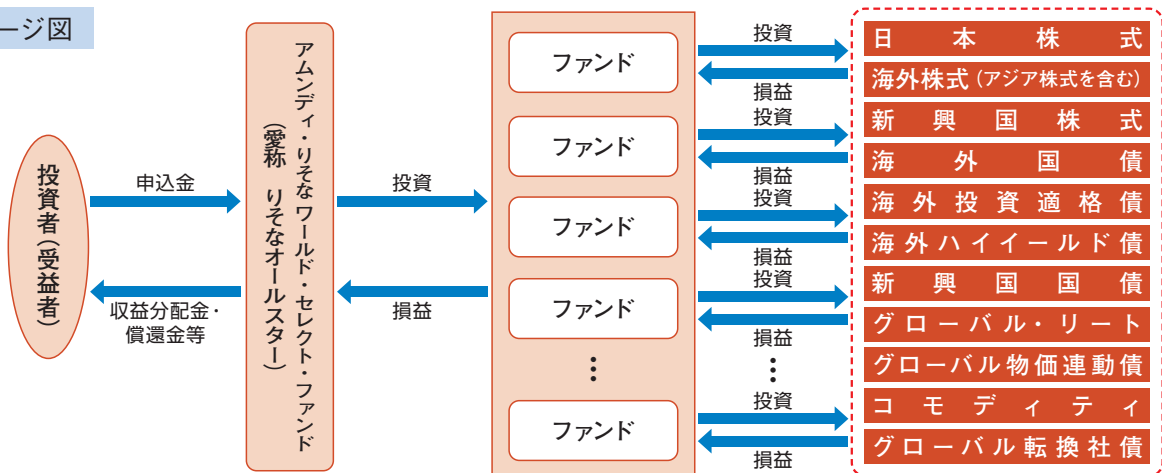 ージ図
投資者（受益者）
申込金
収益分配金・
償還金等
アムンディ・りそな ワールド・セレクト・ファンド
（愛称　りそなオールスター）
投資
損益
ファンド
ファンド
ファンド
ファンド
⋮
ファンド
投資
損益
投資
損益
投資
損益
投資
損益
⋮
投資
損益
日本株式
海外株式（アジア株式を含む）
新興国株式
海外国債
海外投資適格債
海外ハイイールド債
新興国国債
グローバル・リート
グローバル物価連動債
コモディティ
グローバル転換社債